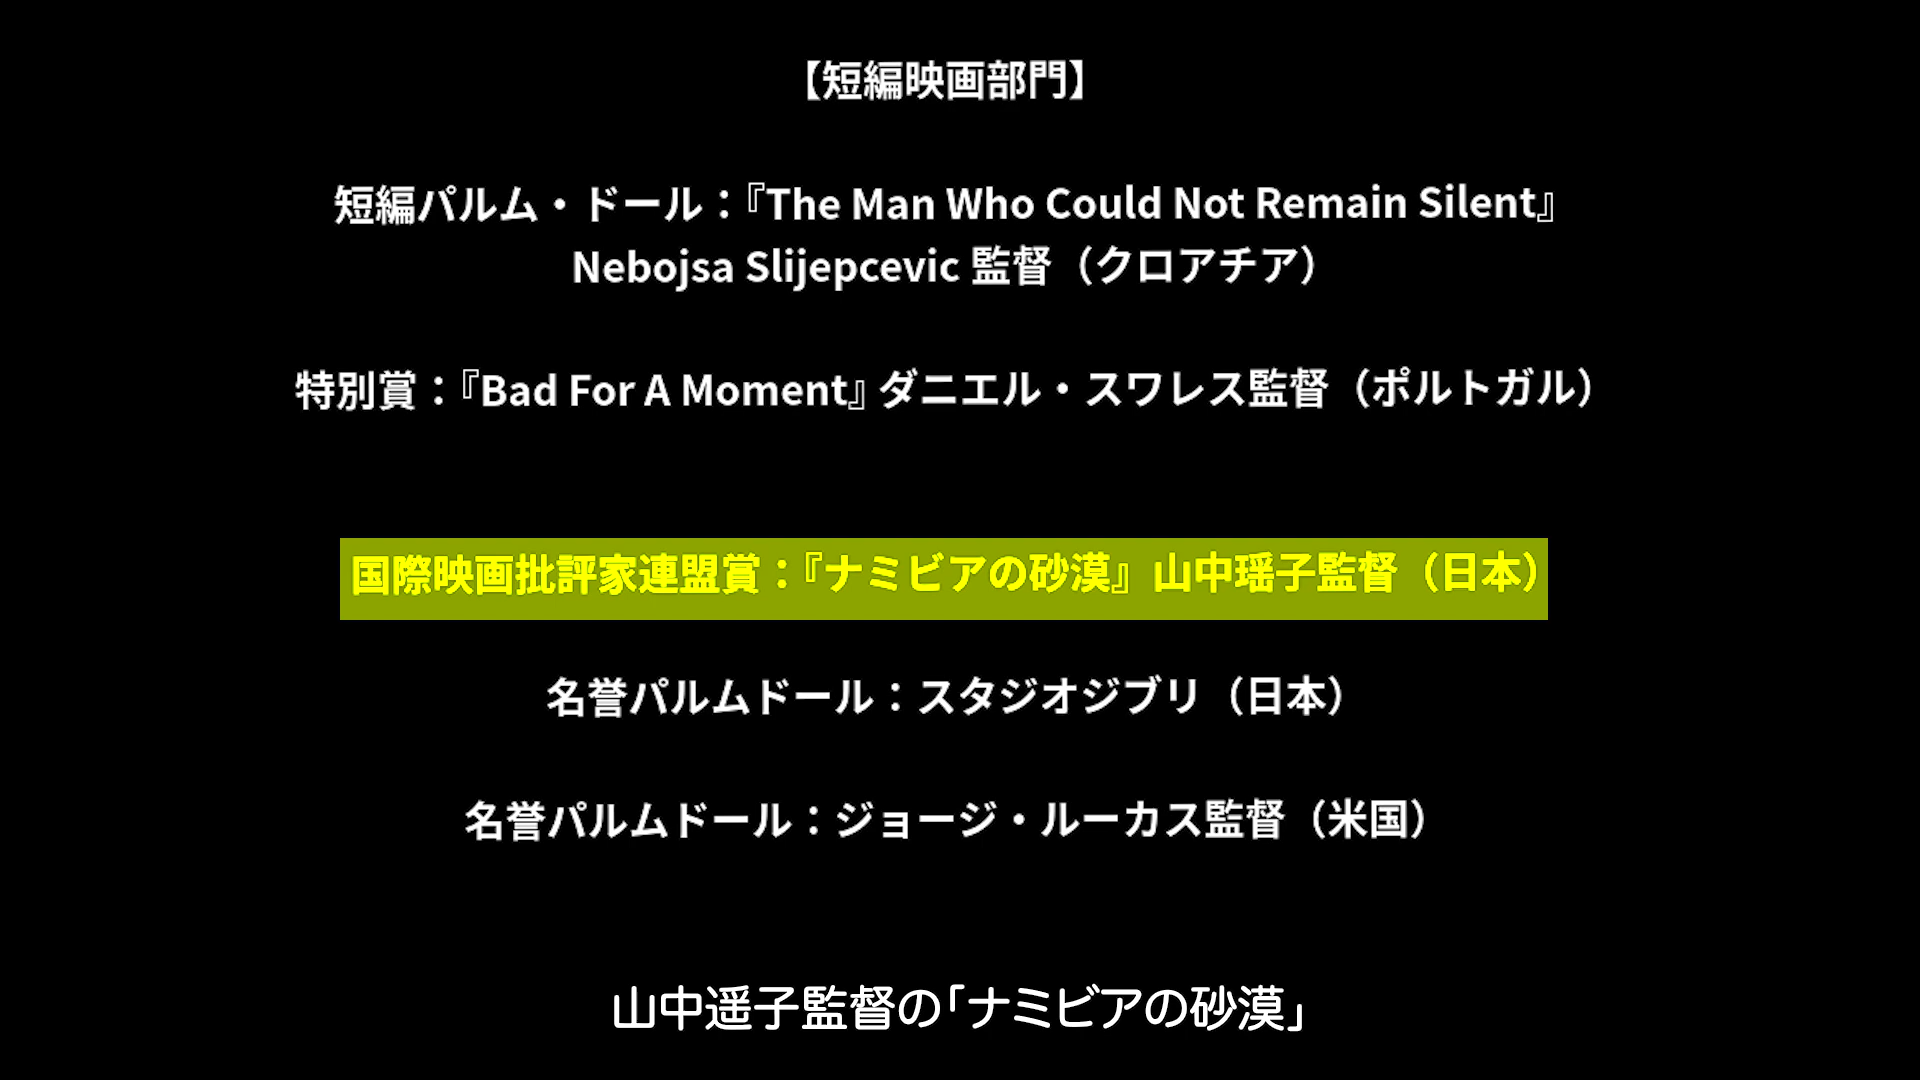 【短編映画部門】
短編パルム・ドール：『The Man Who Could Not Remain Silent』
Nebojsa Slijepcevic 監督（クロアチア）
特別賞：『Bad For A Moment』 ダニエル・スワレス監督（ポルトガル）
国際映画批評家連盟賞：『ナミビアの砂漠』 山中瑶子監督（日本）
名誉パルムドール：スタジオジブリ（日本）
名誉パルムドール：ジョージ・ルーカス監督（米国）
山中遥子監督の「ナミビアの砂漠」